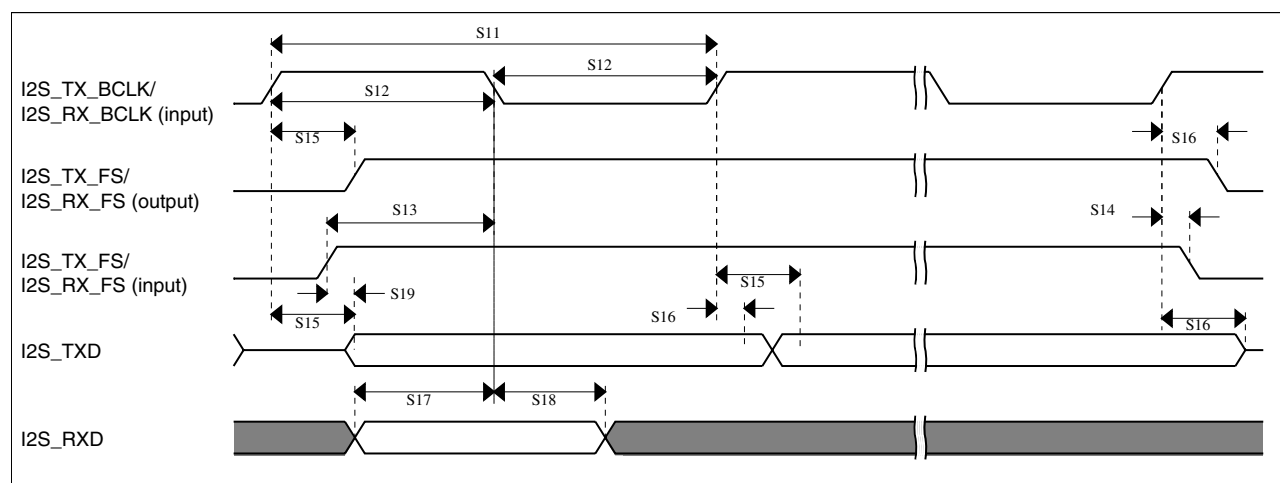 S11
I2S_TX_BCLK/
I2S_RX_BCLK (input)
S12
S12
S15
S16
I2S_TX_FS/
I2S_RX_FS (output)
S13
S14
I2S_TX_FS/
I2S_RX_FS (input)
S15
S19
S15
S16
S16
I2S_TXD
S17
S18
I2S_RXD